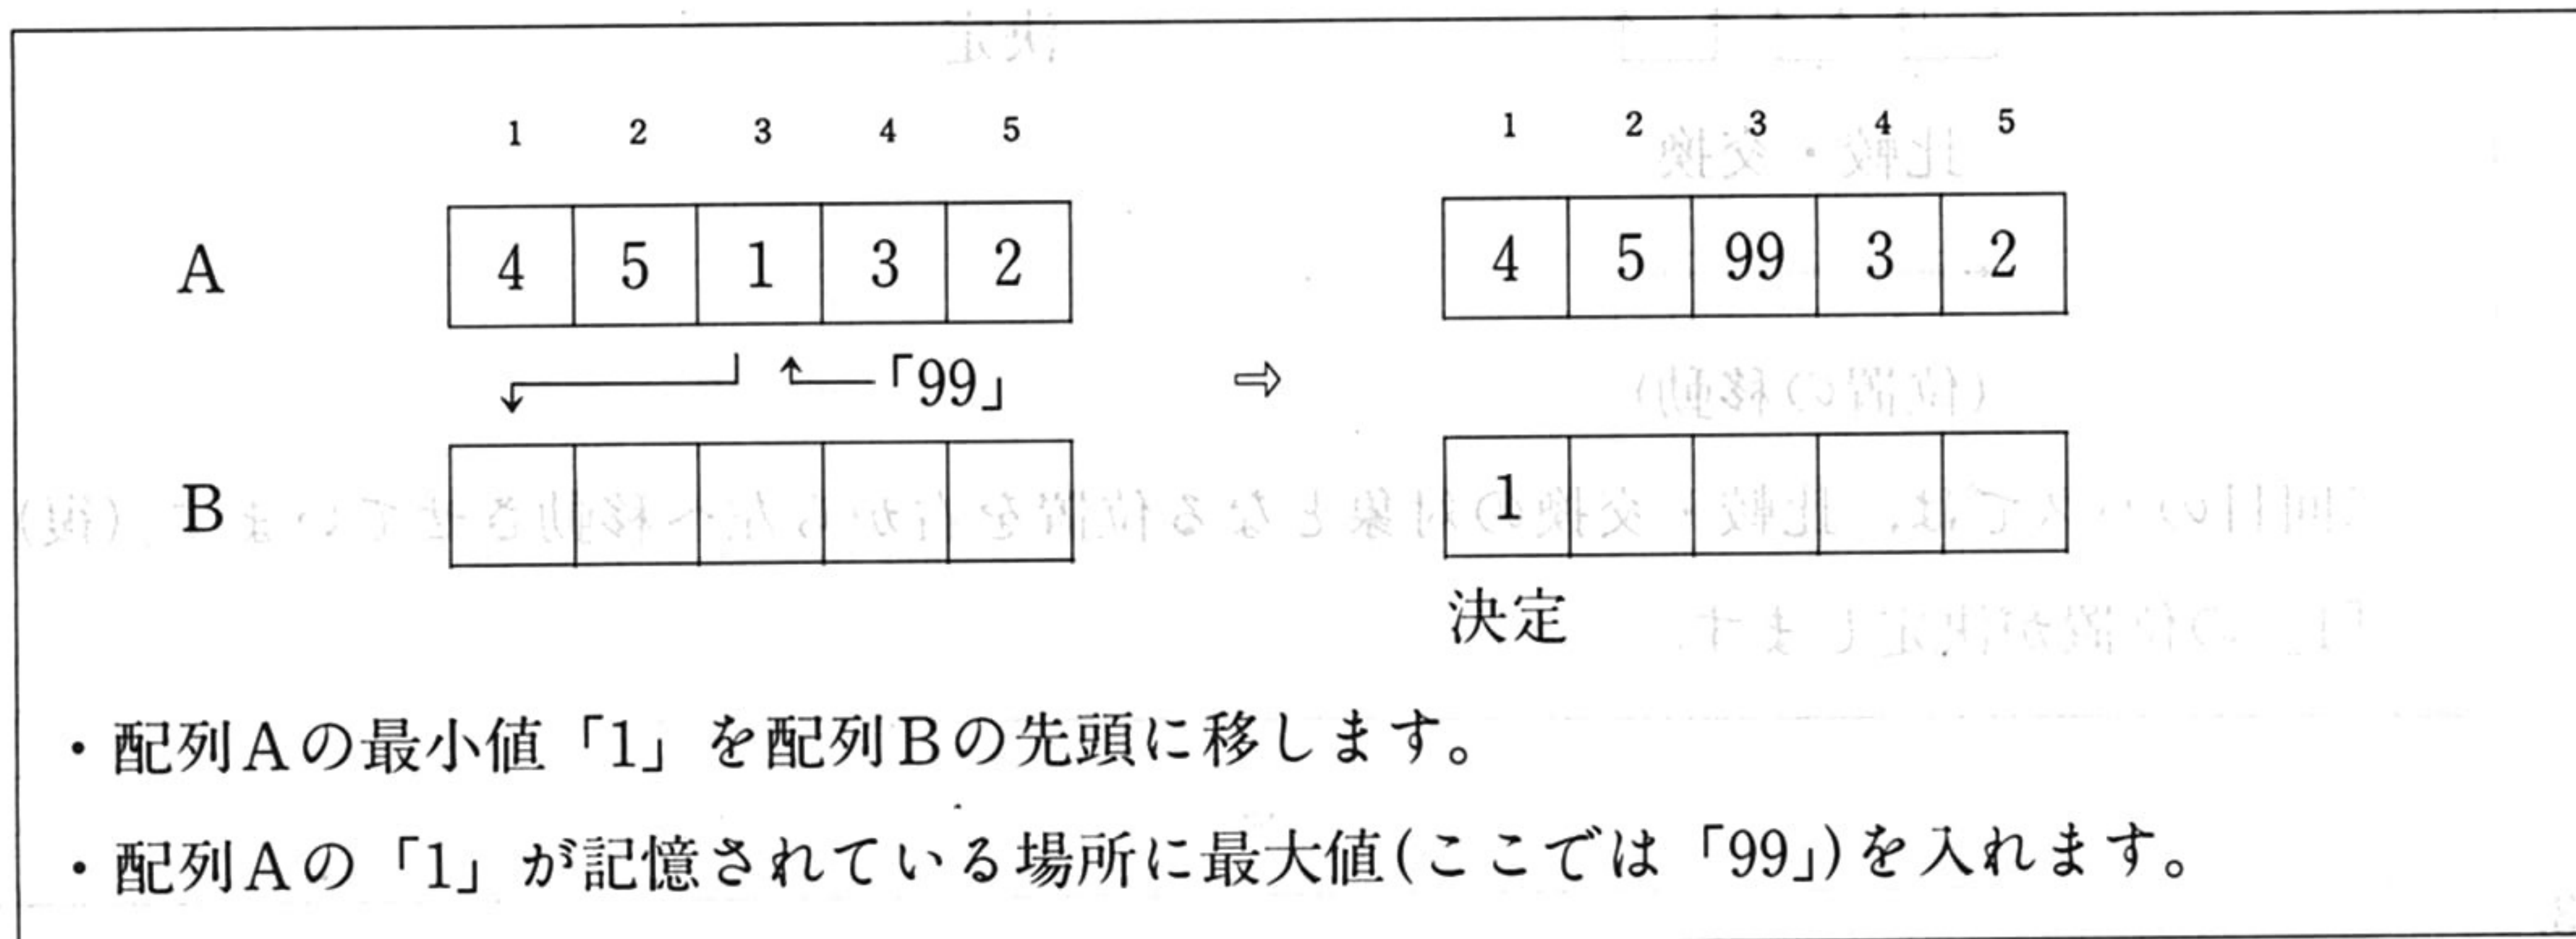 1 2 3 4 5 1 2 3 4 5
A 4 5 1 3 2 4 5 99 3 2
「99」 ⇨
B 1
決定
・配列Aの最小値「1」を配列Bの先頭に移します。
・配列Aの「1」が記憶されている場所に最大値(ここでは「99」)を入れます。